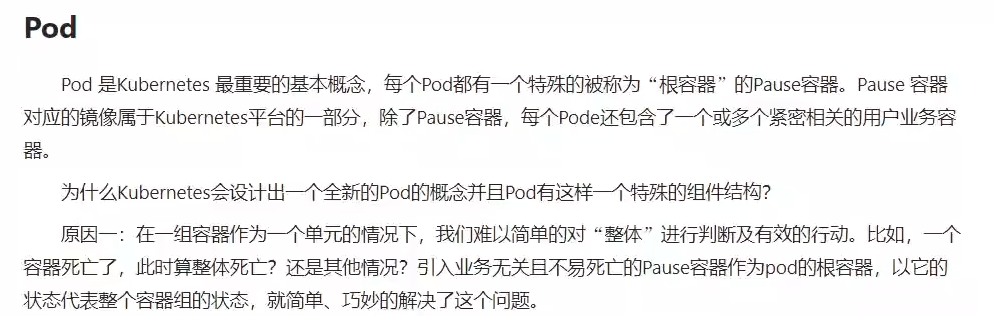 Pod
Pod 是Kubernetes 最重要的基本概念，每个Pod都有一个特殊的被称为“根容器”的Pause容器。Pause 容器
对应的镜像属于Kubernetes平台的一部分，除了Pause容器，每个Pode还包含了一个或多个紧密相关的用户业务容
器。
为什么Kubernetes会设计出一个全新的Pod的概念并且Pod有这样一个特殊的组件结构？
原因一：在一组容器作为一个单元的情况下，我们难以简单的对“整体”进行判断及有效的行动。比如，一个
容器死亡了，此时算整体死亡？还是其他情况？引入业务无关且不易死亡的Pause容器作为pod的根容器，以它的
状态代表整个容器组的状态，就简单、巧妙的解决了这个问题。